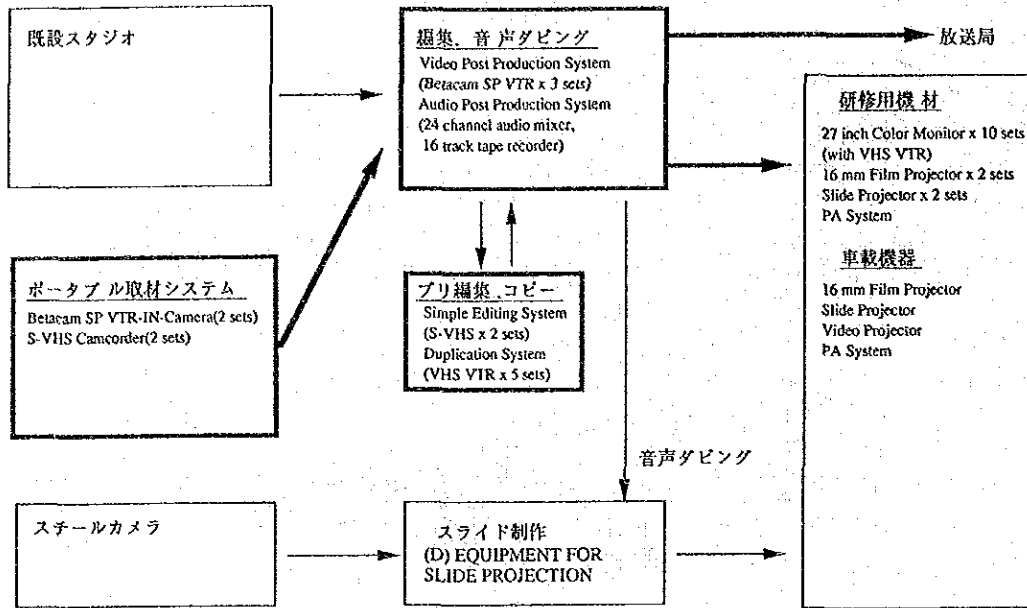 既設スタジオ
編集、音声ダビング
Video Post Production System
(Betacam SP VTR x 3 sets)
Audio Post Production System
(24 channel audio mixer,
16 track tape recorder)
放送局
研修用機材
27 inch Color Monitor x 10 sets
(with VHS VTR)
16 mm Film Projector x 2 sets
Slide Projector x 2 sets
PA System
車載機器
16 mm Film Projector
Slide Projector
Video Projector
PA System
ポータブル取材システム
Betacam SP VTR-IN-Camera(2 sets)
S-VHS Camcorder(2 sets)
プリ編集、コピー
Simple Editing System
(S-VHS x 2 sets)
Duplication System
(VHS VTR x 5 sets)
音声ダビング
スチールカメラ
スライド制作
(D) EQUIPMENT FOR
SLIDE PROJECTION